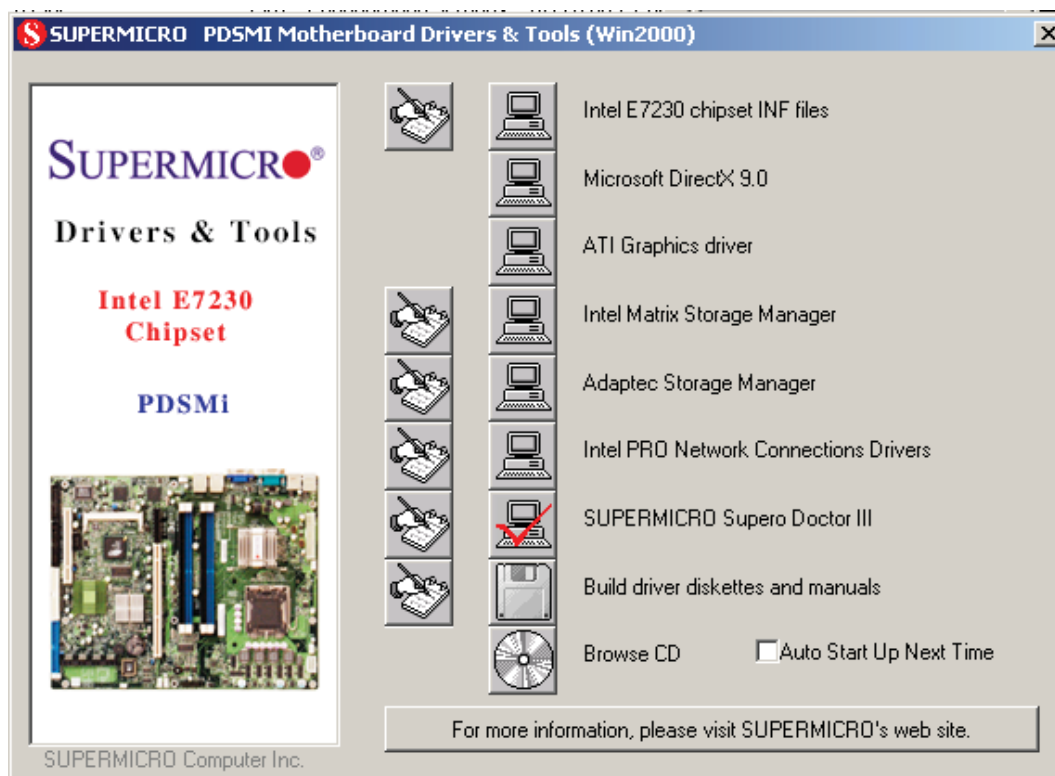 SUPERMICRO PDSMI Motherboard Drivers & Tools (Win2000)
SUPERMICRO®
Drivers & Tools
Intel E7230
Chipset
PDSMi
SUPERMICRO Computer Inc.
Intel E7230 chipset INF files
Microsoft DirectX 9.0
ATI Graphics driver
Intel Matrix Storage Manager
Adaptec Storage Manager
Intel PRO Network Connections Drivers
SUPERMICRO Supero Doctor III
Build driver diskettes and manuals
Browse CD
Auto Start Up Next Time
For more information, please visit SUPERMICRO's web site.